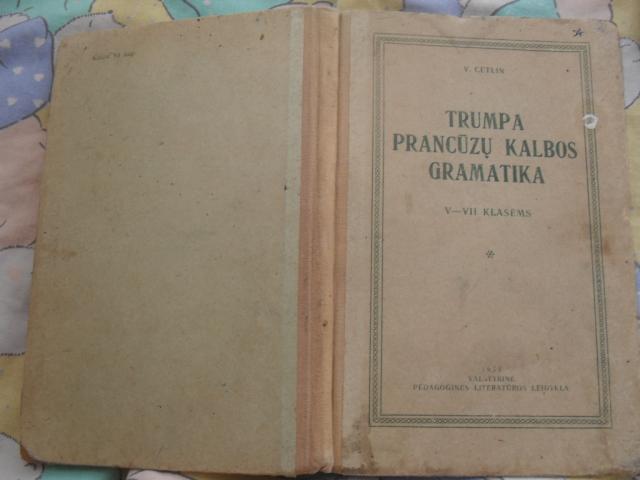 V. CETLIN
TRUMPA
PRANCŪZŲ KALBOS
GRAMATIKA
V—VII KLASĖMS
*
VALSTYBINĖ
PEDAGOGINĖS LITERATŪROS LEIDYKLA